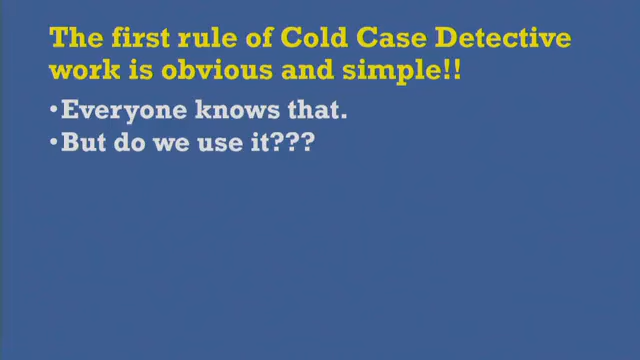 The first rule of Cold Case Detective
work is obvious and simple!!
•Everyone knows that.
•But do we use it???